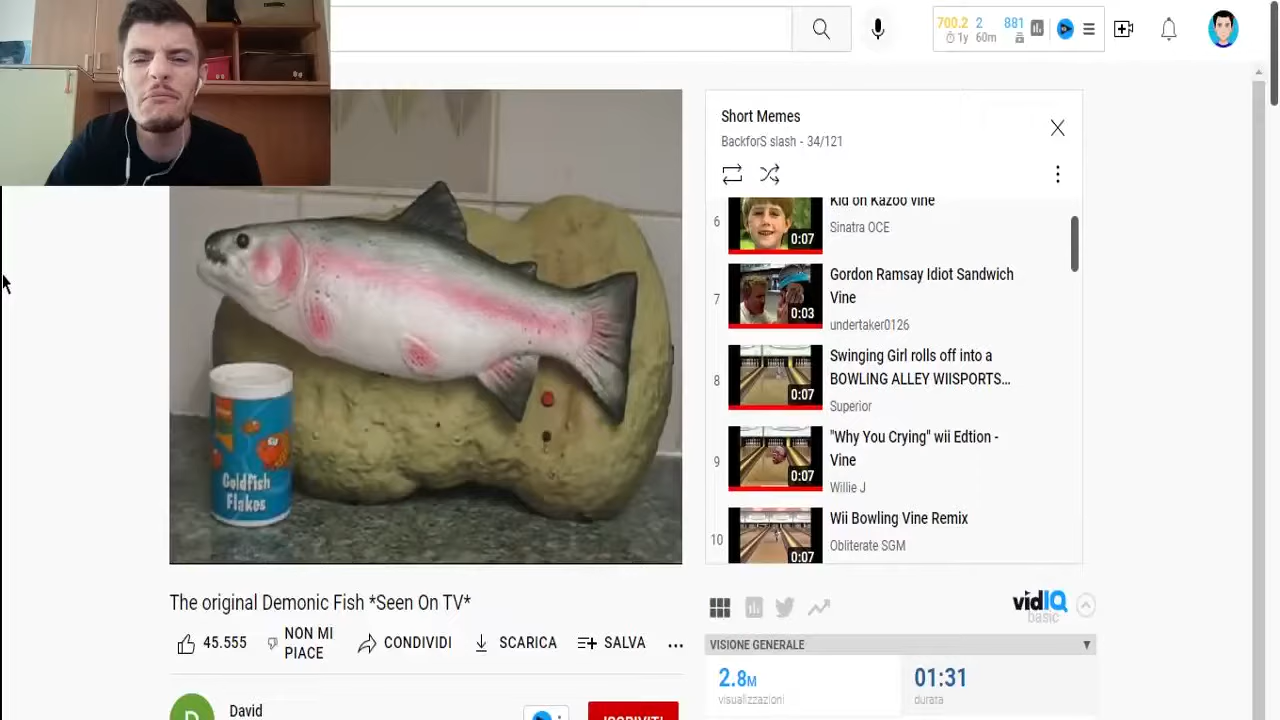 700.2 2 881
1y 60m
Short Memes
BackforS slash - 34/121
6 Kid on Kazoo vine
Sinatra OCE
0:07
7 Gordon Ramsay Idiot Sandwich
Vine
undertaker0126
0:03
8 Swinging Girl rolls off into a
BOWLING ALLEY WIISPORTS...
Superior
0:07
9 "Why You Crying" wii Edtion -
Vine
Willie J
0:07
10 Wii Bowling Vine Remix
Obliterate SGM
0:07
Goldfish
Flakes
The original Demonic Fish *Seen On TV*
45.555 NON MI
PIACE CONDIVIDI SCARICA SALVA ...
David
ISCRIVITI
vidIQ
basic
VISIONE GENERALE
2.8M
visualizzazioni
01:31
durata